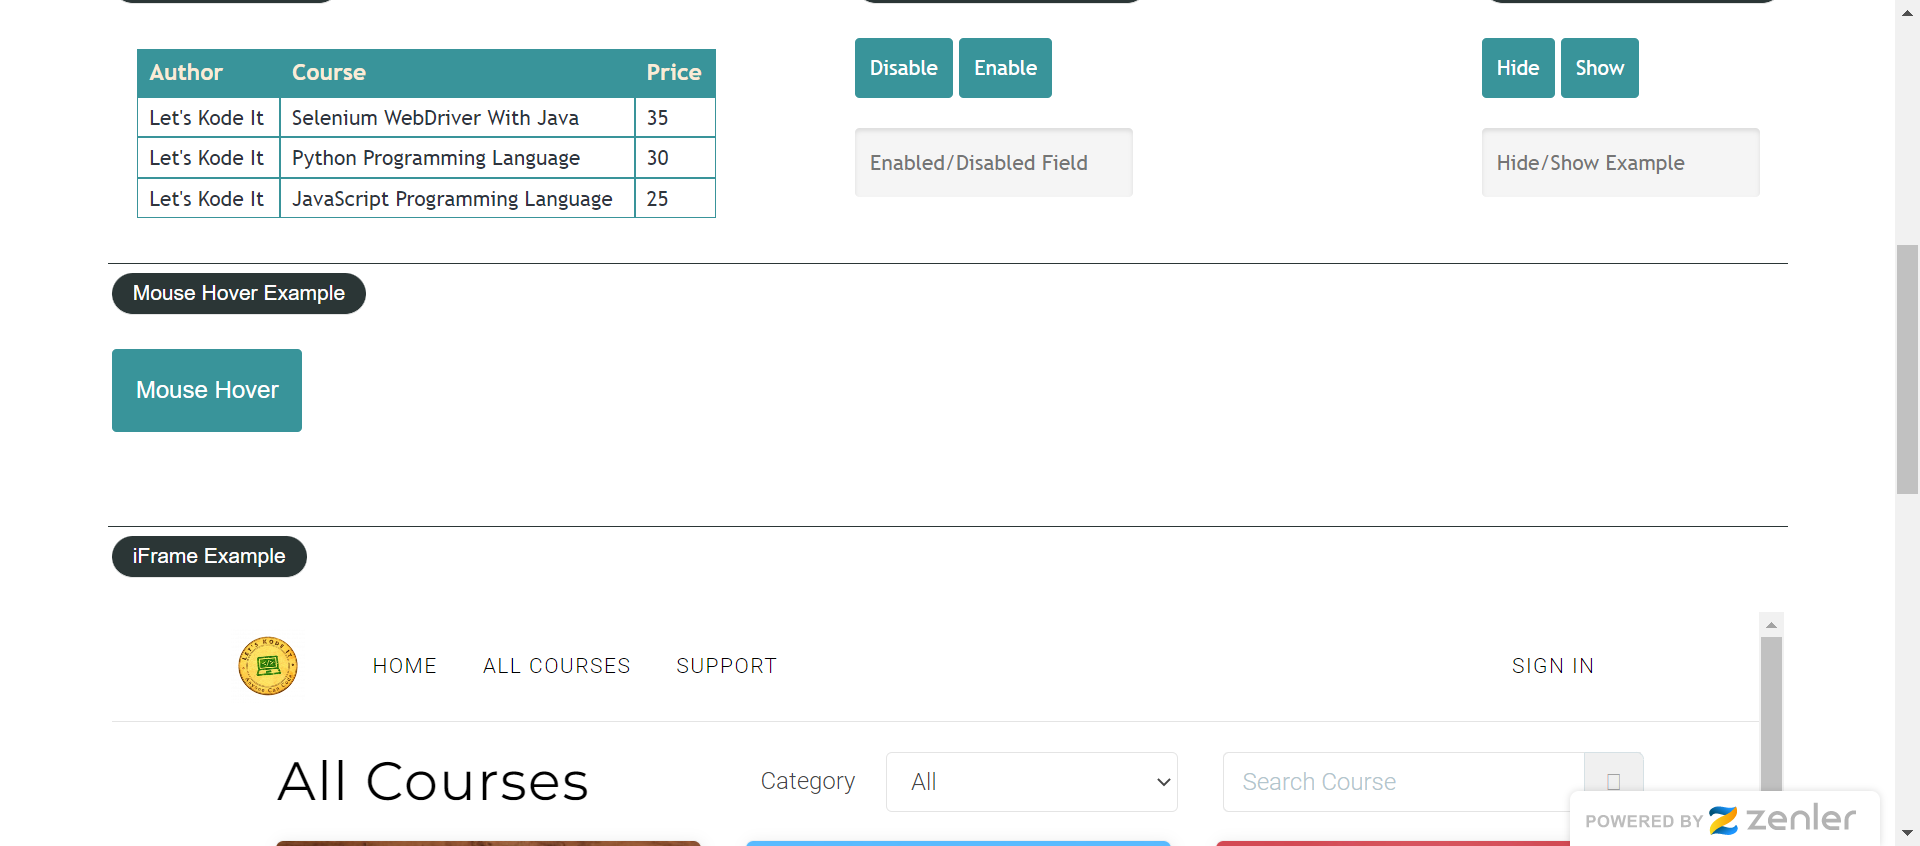 Author Course Price
Let's Kode It Selenium WebDriver With Java 35
Let's Kode It Python Programming Language 30
Let's Kode It JavaScript Programming Language 25
Disable Enable
Enabled/Disabled Field
Hide Show
Hide/Show Example
Mouse Hover Example
Mouse Hover
iFrame Example
LET'S KODE IT
HOME ALL COURSES SUPPORT SIGN IN
All Courses Category All Search Course
POWERED BY zenler